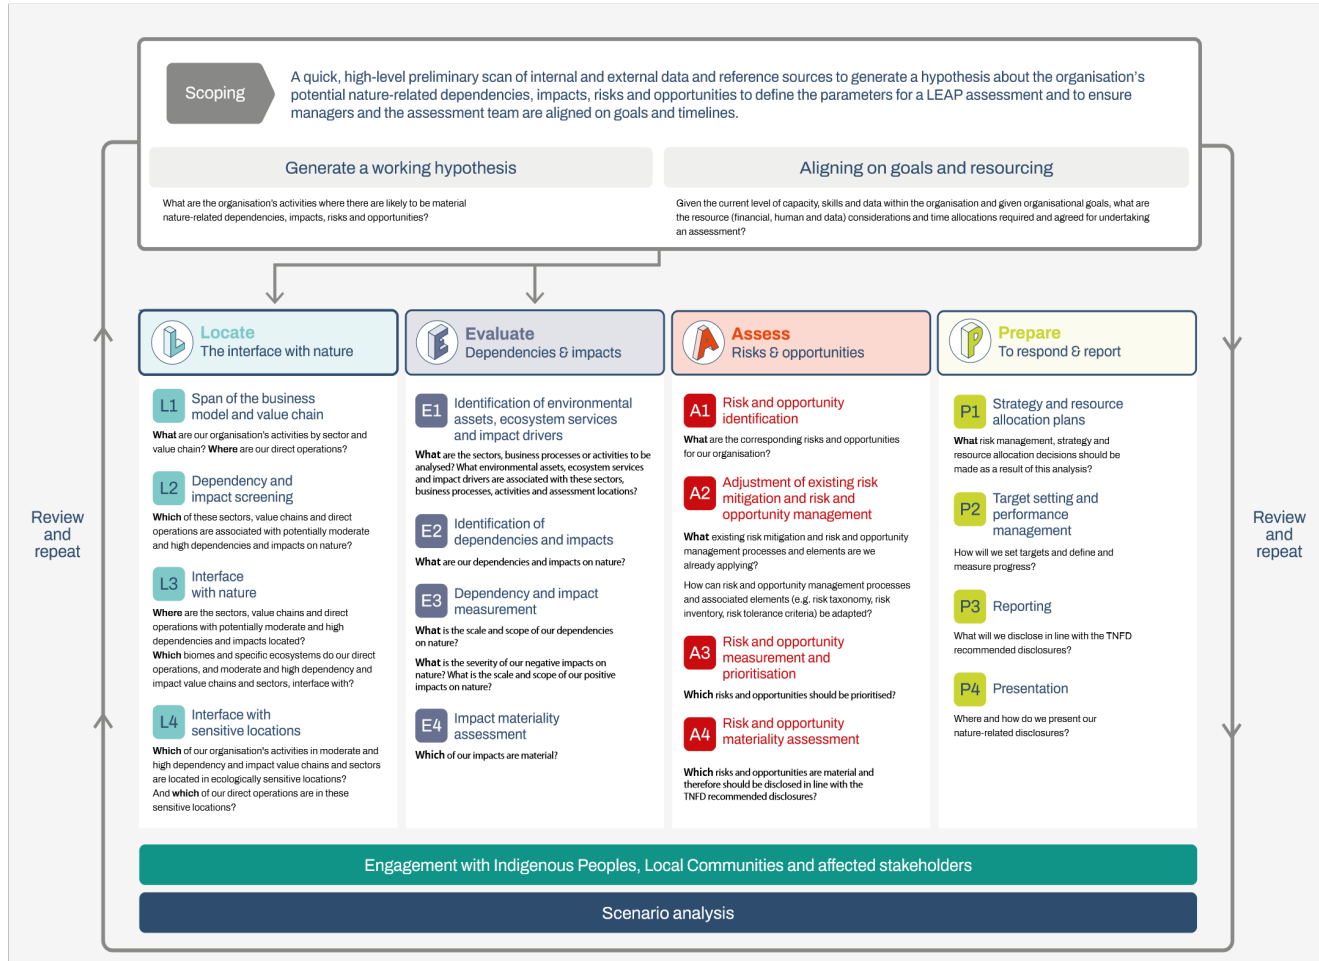 Scoping
A quick, high-level preliminary scan of internal and external data and reference sources to generate a hypothesis about the organisation's
potential nature-related dependencies, impacts, risks and opportunities to define the parameters for a LEAP assessment and to ensure
managers and the assessment team are aligned on goals and timelines.
Generate a working hypothesis
What are the organisation's activities where there are likely to be material
nature-related dependencies, impacts, risks and opportunities?
Aligning on goals and resourcing
Given the current level of capacity, skills and data within the organisation and given organisational goals, what are
the resource (financial, human and data) considerations and time allocations required and agreed for undertaking
an assessment?
Review
and
repeat
L
Locate
The interface with nature
L1
Span of the business
model and value chain
What are our organisation's activities by sector and
value chain? Where are our direct operations?
L2
Dependency and
impact screening
Which of these sectors, value chains and direct
operations are associated with potentially moderate
and high dependencies and impacts on nature?
L3
Interface
with nature
Where are the sectors, value chains and direct
operations with potentially moderate and high
dependencies and impacts located?
Which biomes and specific ecosystems do our direct
operations, and moderate and high dependency and
impact value chains and sectors, interface with?
L4
Interface with
sensitive locations
Which of our organisation's activities in moderate and
high dependency and impact value chains and sectors
are located in ecologically sensitive locations?
And which of our direct operations are in these
sensitive locations?
E
Evaluate
Dependencies & impacts
E1
Identification of environmental
assets, ecosystem services
and impact drivers
What are the sectors, business processes or activities to be
analysed? What environmental assets, ecosystem services
and impact drivers are associated with these sectors,
business processes, activities and assessment locations?
E2
Identification of
dependencies and impacts
What are our dependencies and impacts on nature?
E3
Dependency and impact
measurement
What is the scale and scope of our dependencies
on nature?
What is the severity of our negative impacts on
nature? What is the scale and scope of our positive
impacts on nature?
E4
Impact materiality
assessment
Which of our impacts are material?
A
Assess
Risks & opportunities
A1
Risk and opportunity
identification
What are the corresponding risks and opportunities
for our organisation?
A2
Adjustment of existing risk
mitigation and risk and
opportunity management
What existing risk mitigation and risk and opportunity
management processes and elements are we
already applying?
How can risk and opportunity management processes
and associated elements (e.g. risk taxonomy, risk
inventory, risk tolerance criteria) be adapted?
A3
Risk and opportunity
measurement and
prioritisation
Which risks and opportunities should be prioritised?
A4
Risk and opportunity
materiality assessment
Which risks and opportunities are material and
therefore should be disclosed in line with the
TNFD recommended disclosures?
P
Prepare
To respond & report
P1
Strategy and resource
allocation plans
What risk management, strategy and
resource allocation decisions should be
made as a result of this analysis?
P2
Target setting and
performance
management
How will we set targets and define and
measure progress?
P3
Reporting
What will we disclose in line with the TNFD
recommended disclosures?
P4
Presentation
Where and how do we present our
nature-related disclosures?
Review
and
repeat
Engagement with Indigenous Peoples, Local Communities and affected stakeholders
Scenario analysis